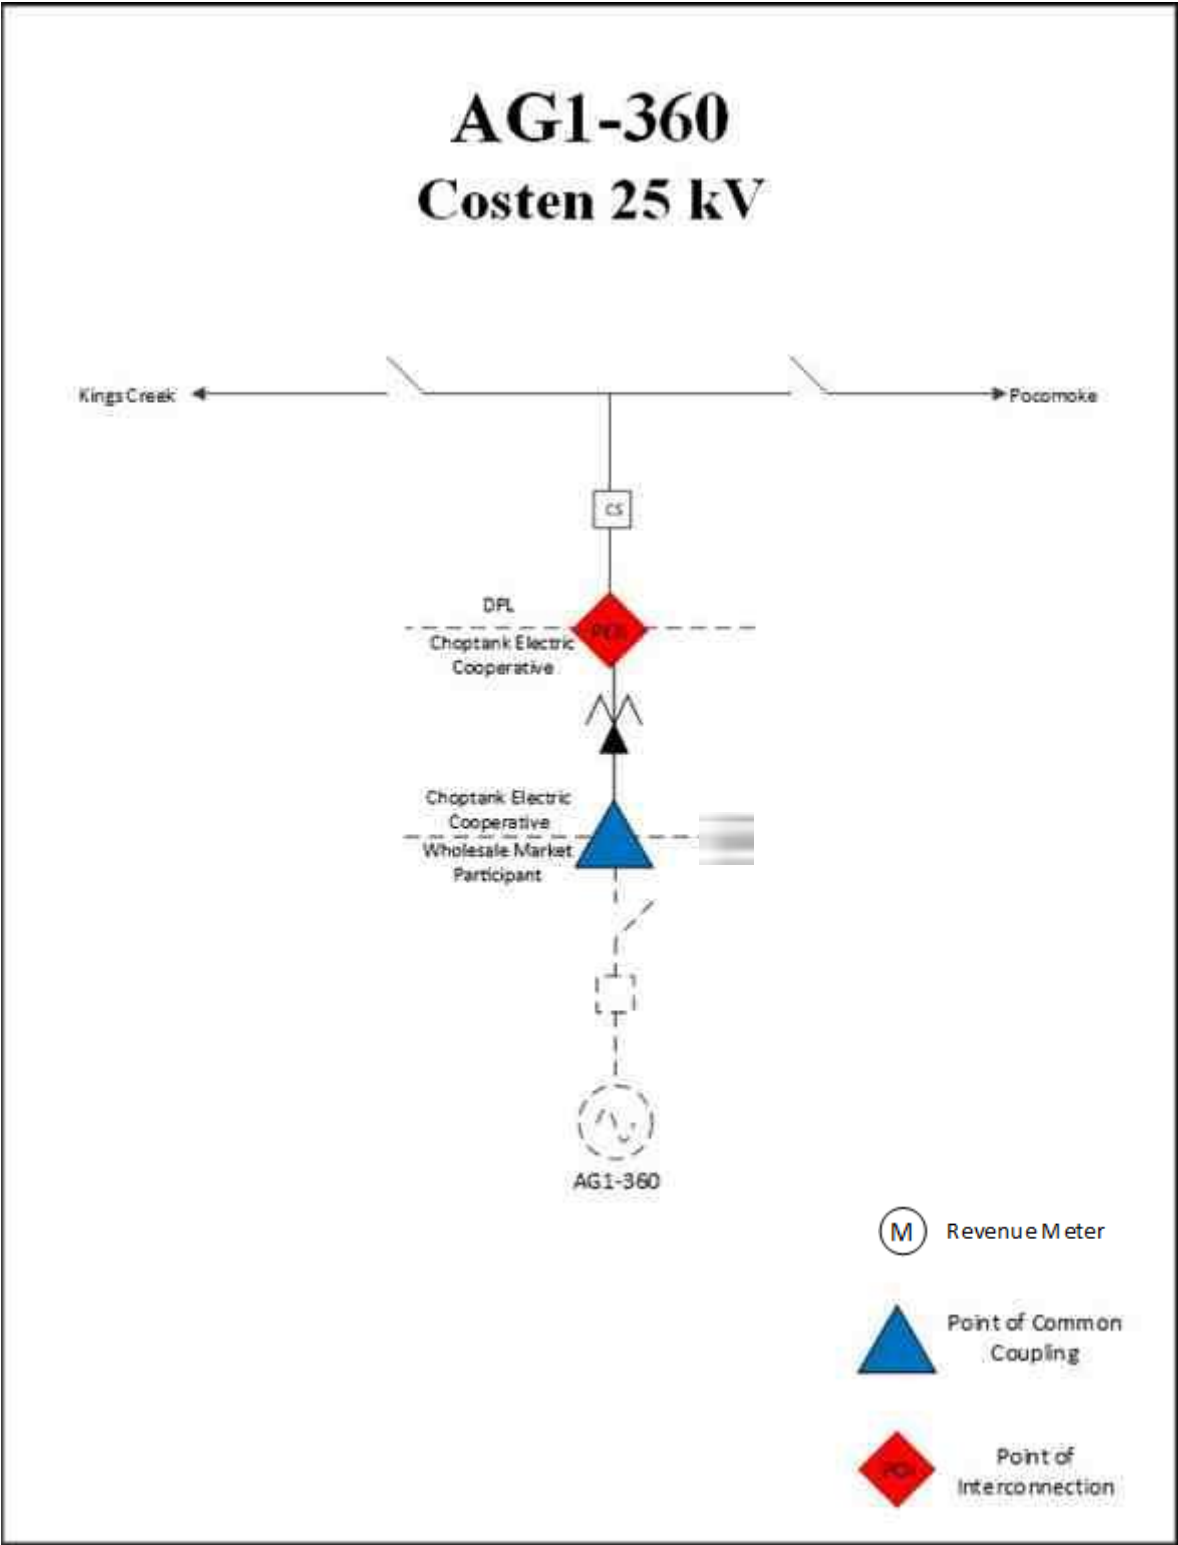 AG1-360
Costen 25 kV
Kings Creek
Pocomoke
CS
DPL
Choptank Electric
Cooperative
Choptank Electric
Cooperative
Wholesale Market
Participant
AG1-360
M Revenue Meter
Point of Common
Coupling
Point of
Interconnection